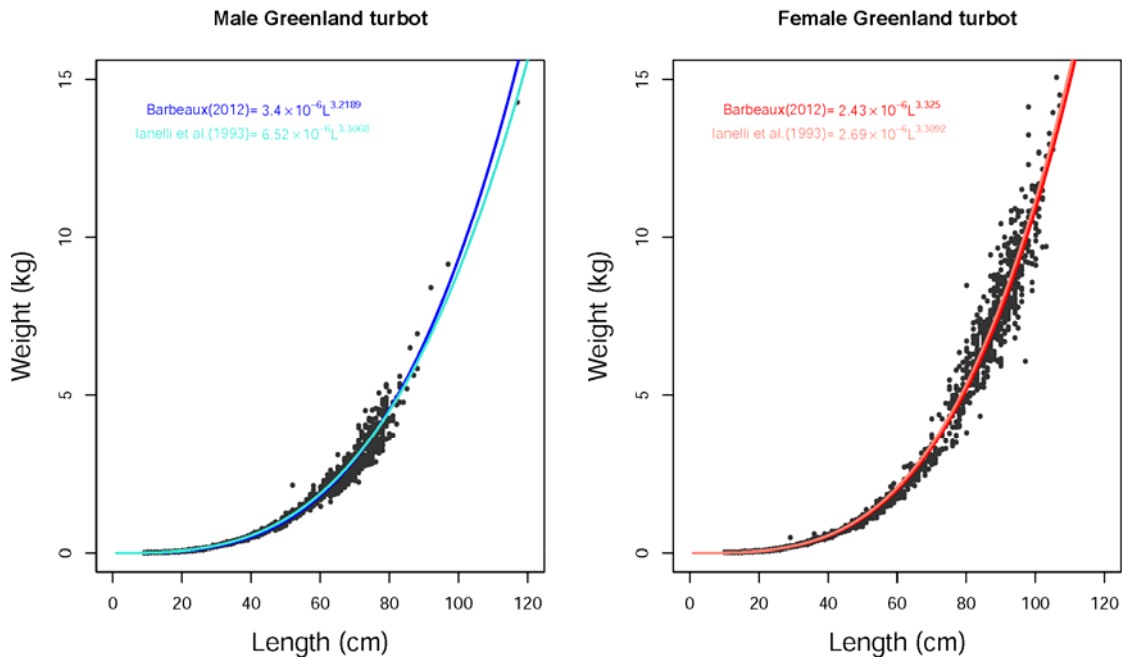 Male Greenland turbot
Barbeaux(2012)= 3.4 × 10⁻⁶L³·²¹⁸⁹
Ianelli et al.(1993)= 6.52 × 10⁻⁶L³·³⁰⁶⁸
Weight (kg)
15
10
5
0
0 20 40 60 80 100 120
Length (cm)
Female Greenland turbot
Barbeaux(2012)= 2.43 × 10⁻⁶L³·³²⁵
Ianelli et al.(1993)= 2.69 × 10⁻⁶L³·³⁰⁹²
Weight (kg)
15
10
5
0
0 20 40 60 80 100 120
Length (cm)